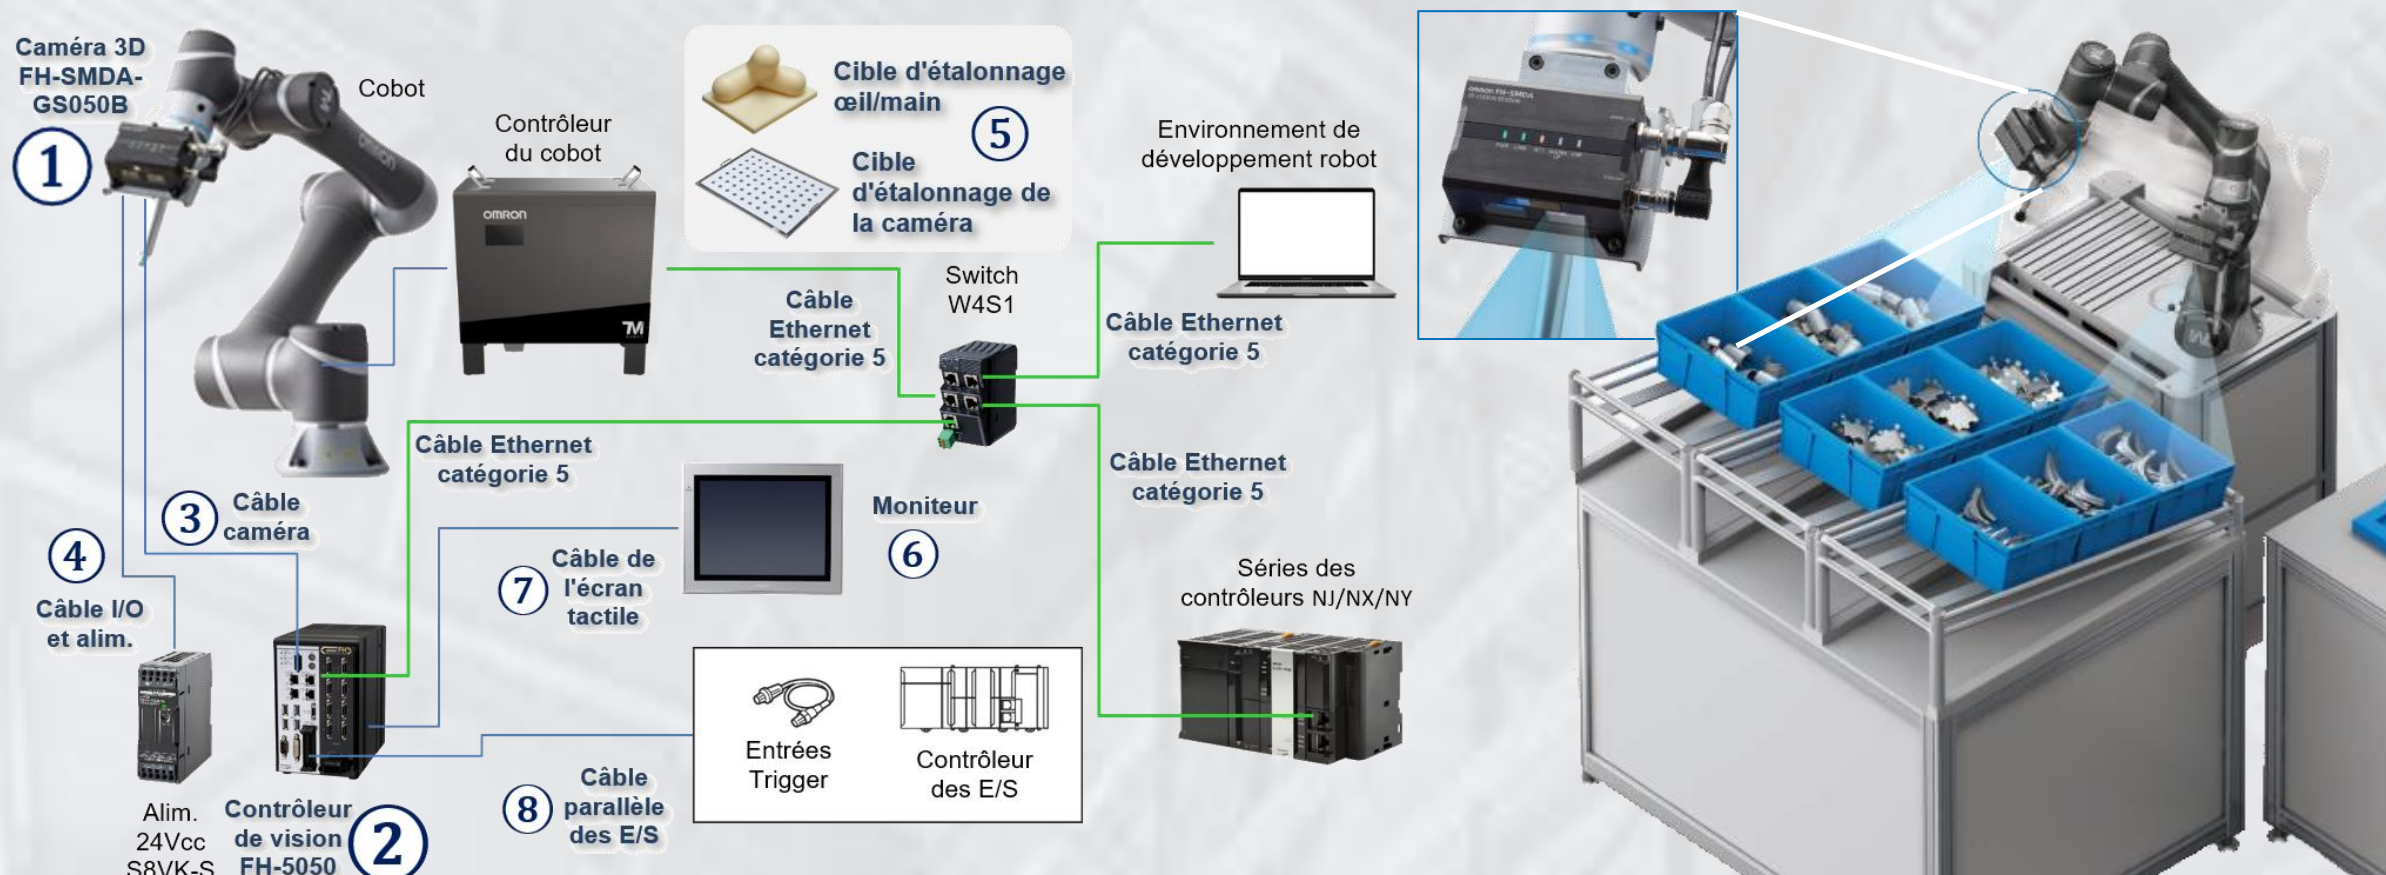 Caméra 3D
FH-SMDA-
GS050B
1
Cobot
Contrôleur
du cobot
OMRON
TM
Cible d'étalonnage
œil/main
5
Cible
d'étalonnage de
la caméra
Environnement de
développement robot
Switch
W4S1
Câble
Ethernet
catégorie 5
Câble Ethernet
catégorie 5
Câble Ethernet
catégorie 5
Câble Ethernet
catégorie 5
3
Câble
caméra
4
Câble I/O
et alim.
Moniteur
6
7
Câble de
l'écran
tactile
Séries des
contrôleurs NJ/NX/NY
Entrées
Trigger
Contrôleur
des E/S
8
Câble
parallèle
des E/S
Alim.
24Vcc
S8VK-S
Contrôleur
de vision
FH-5050
2
omron FH-SMDA